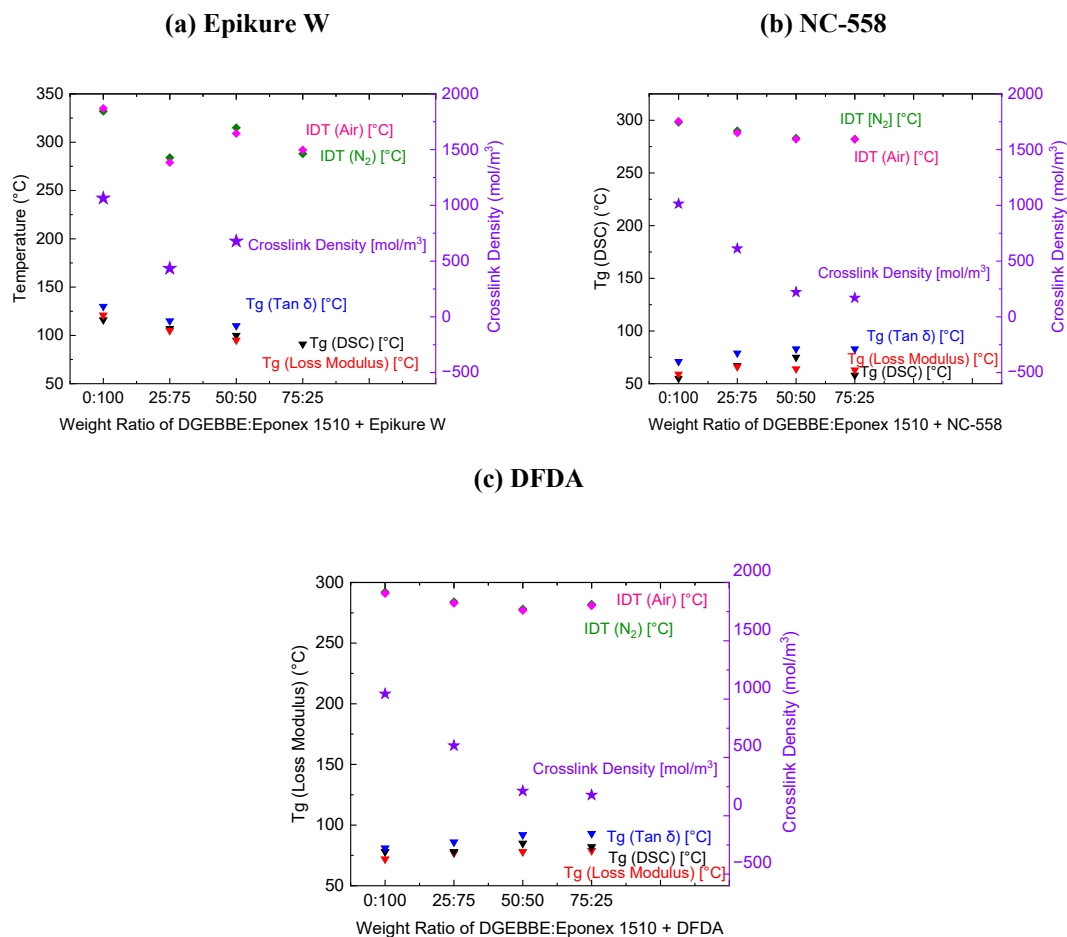 (a) Epikure W
(b) NC-558
350
300
250
200
150
100
50
Temperature (°C)
2000
1500
1000
500
0
−500
Crosslink Density (mol/m³)
IDT (Air) [°C]
IDT (N₂) [°C]
Crosslink Density [mol/m³]
Tg (Tan δ) [°C]
Tg (DSC) [°C]
Tg (Loss Modulus) [°C]
0:100 25:75 50:50 75:25
Weight Ratio of DGEBBE:Eponex 1510 + Epikure W
300
250
200
150
100
50
Tg (DSC) (°C)
2000
1500
1000
500
0
−500
Crosslink Density (mol/m³)
IDT [N₂] [°C]
IDT (Air) [°C]
Crosslink Density [mol/m³]
Tg (Tan δ) [°C]
Tg (Loss Modulus) [°C]
Tg (DSC) [°C]
0:100 25:75 50:50 75:25
Weight Ratio of DGEBBE:Eponex 1510 + NC-558
(c) DFDA
300
250
200
150
100
75
50
Tg (Loss Modulus) (°C)
2000
1500
1000
500
0
−500
Crosslink Density (mol/m³)
IDT (Air) [°C]
IDT (N₂) [°C]
Crosslink Density [mol/m³]
Tg (Tan δ) [°C]
Tg (DSC) [°C]
Tg (Loss Modulus) [°C]
0:100 25:75 50:50 75:25
Weight Ratio of DGEBBE:Eponex 1510 + DFDA